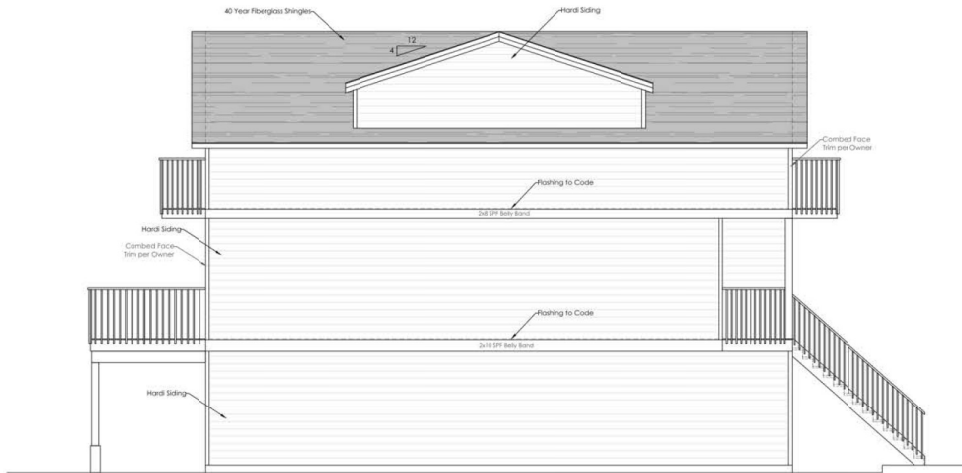 40 Year Fiberglass Shingles
Hardi Siding
12
4
Combed Face
Trim per Owner
Flashing to Code
2x8 SPF Belly Band
Hardi Siding
Combed Face
Trim per Owner
Flashing to Code
SPF Belly Band
Hardi Siding